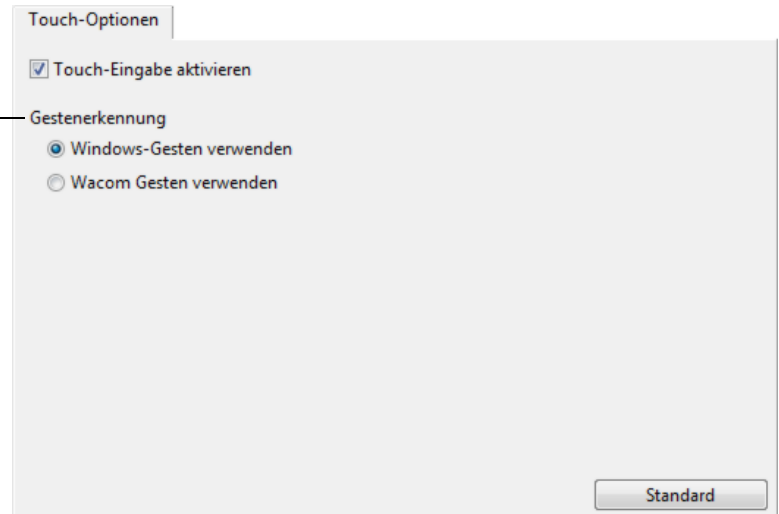 Touch-Optionen
Touch-Eingabe aktivieren
Gestenerkennung
Windows-Gesten verwenden
Wacom Gesten verwenden
Standard